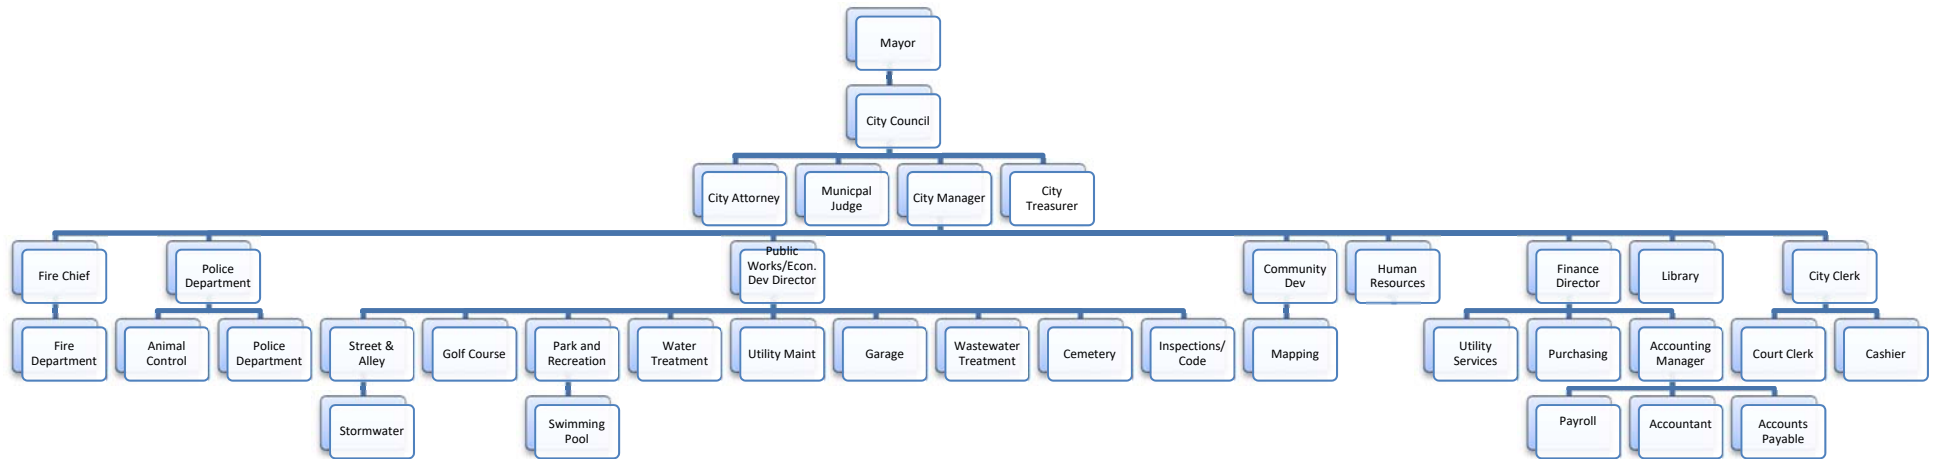 Mayor
City Council
City Attorney
Municpal
Judge
City Manager
City
Treasurer
Fire Chief
Police
Department
Public
Works/Econ.
Dev Director
Community
Dev
Human
Resources
Finance
Director
Library
City Clerk
Fire
Department
Animal
Control
Police
Department
Street &
Alley
Golf Course
Park and
Recreation
Water
Treatment
Utility Maint
Garage
Wastewater
Treatment
Cemetery
Inspections/
Code
Mapping
Utility
Services
Purchasing
Accounting
Manager
Court Clerk
Cashier
Stormwater
Swimming
Pool
Payroll
Accountant
Accounts
Payable